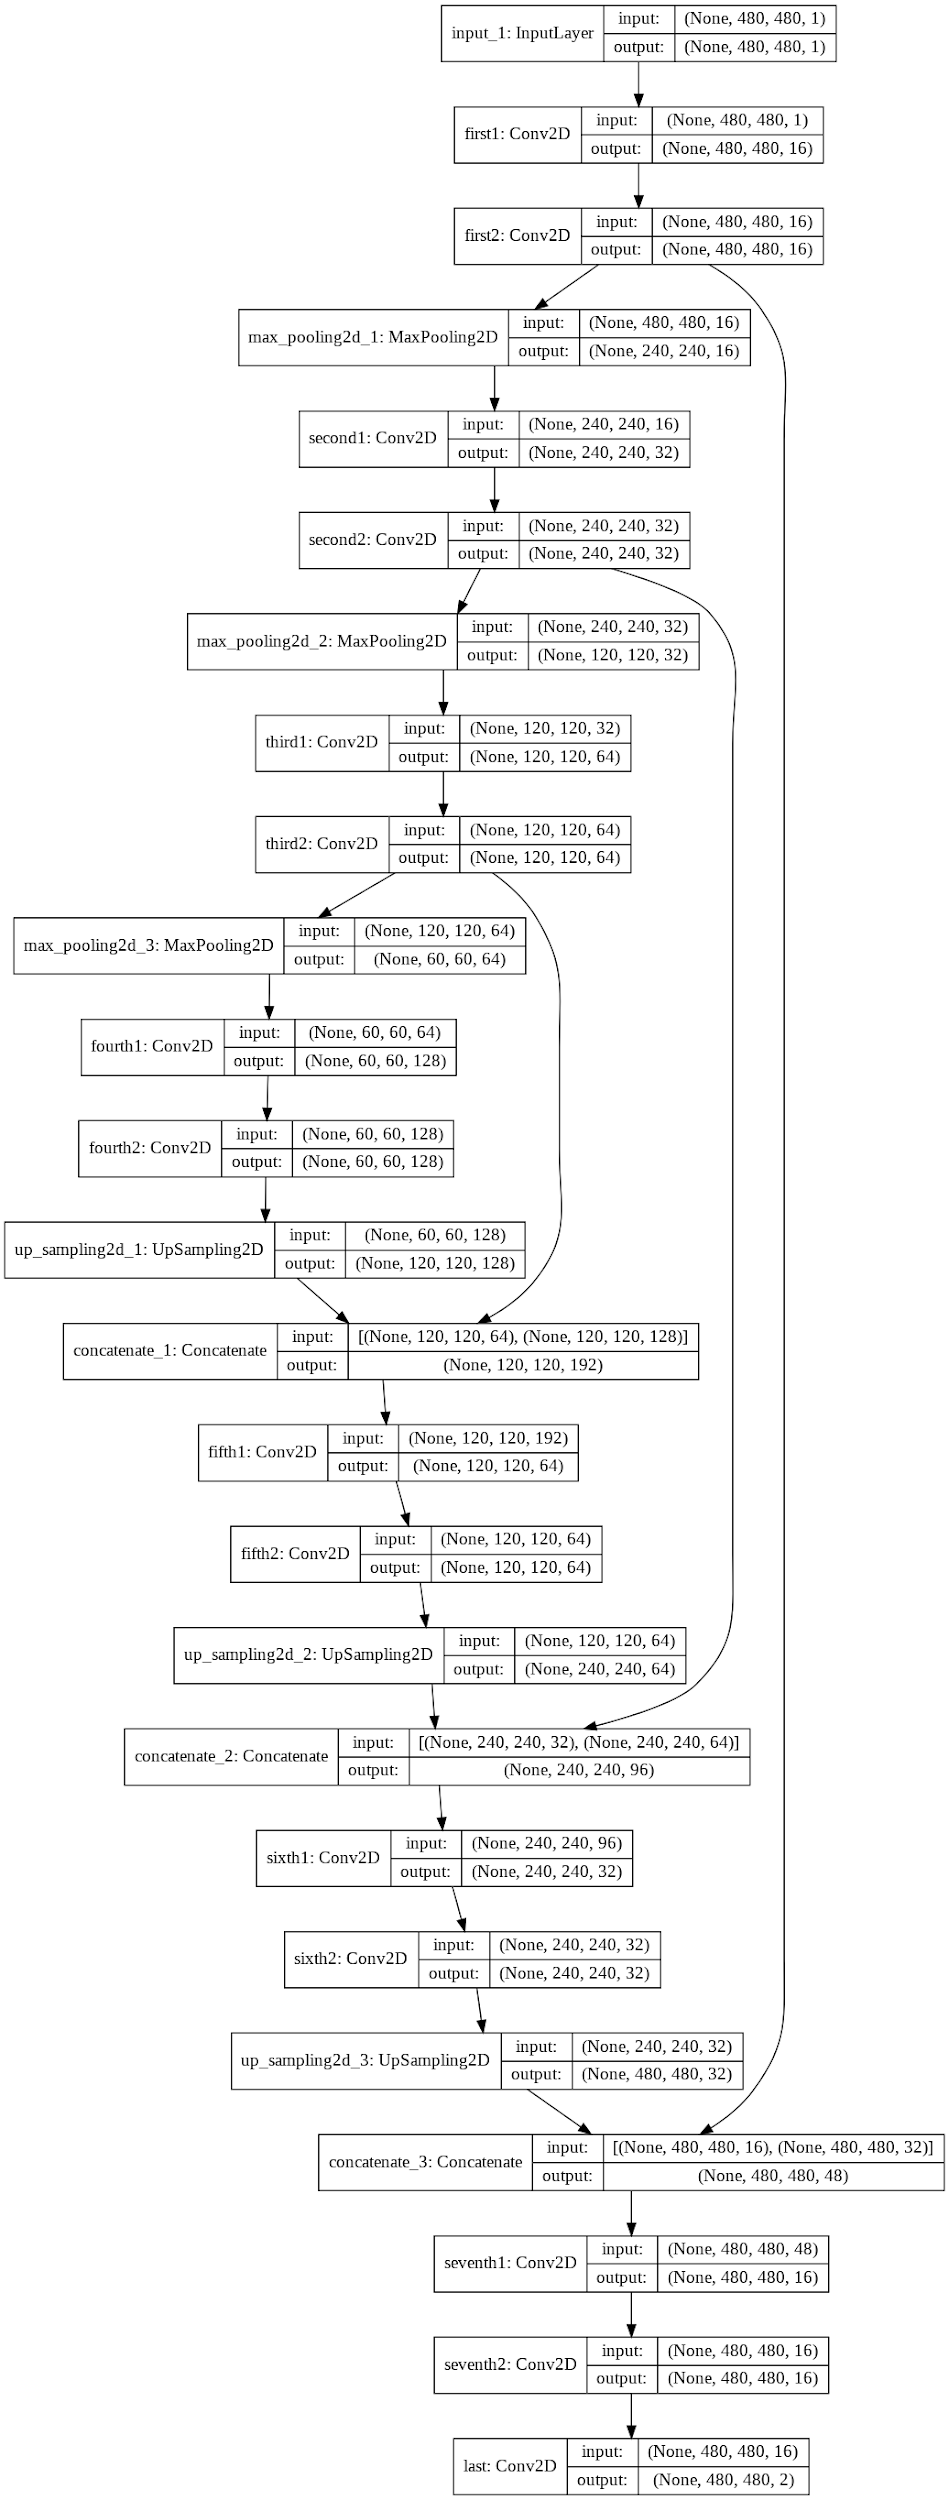 input_1: InputLayer
input: (None, 480, 480, 1)
output: (None, 480, 480, 1)
first1: Conv2D
input: (None, 480, 480, 1)
output: (None, 480, 480, 16)
first2: Conv2D
input: (None, 480, 480, 16)
output: (None, 480, 480, 16)
max_pooling2d_1: MaxPooling2D
input: (None, 480, 480, 16)
output: (None, 240, 240, 16)
second1: Conv2D
input: (None, 240, 240, 16)
output: (None, 240, 240, 32)
second2: Conv2D
input: (None, 240, 240, 32)
output: (None, 240, 240, 32)
max_pooling2d_2: MaxPooling2D
input: (None, 240, 240, 32)
output: (None, 120, 120, 32)
third1: Conv2D
input: (None, 120, 120, 32)
output: (None, 120, 120, 64)
third2: Conv2D
input: (None, 120, 120, 64)
output: (None, 120, 120, 64)
max_pooling2d_3: MaxPooling2D
input: (None, 120, 120, 64)
output: (None, 60, 60, 64)
fourth1: Conv2D
input: (None, 60, 60, 64)
output: (None, 60, 60, 128)
fourth2: Conv2D
input: (None, 60, 60, 128)
output: (None, 60, 60, 128)
up_sampling2d_1: UpSampling2D
input: (None, 60, 60, 128)
output: (None, 120, 120, 128)
concatenate_1: Concatenate
input: [(None, 120, 120, 64), (None, 120, 120, 128)]
output: (None, 120, 120, 192)
fifth1: Conv2D
input: (None, 120, 120, 192)
output: (None, 120, 120, 64)
fifth2: Conv2D
input: (None, 120, 120, 64)
output: (None, 120, 120, 64)
up_sampling2d_2: UpSampling2D
input: (None, 120, 120, 64)
output: (None, 240, 240, 64)
concatenate_2: Concatenate
input: [(None, 240, 240, 32), (None, 240, 240, 64)]
output: (None, 240, 240, 96)
sixth1: Conv2D
input: (None, 240, 240, 96)
output: (None, 240, 240, 32)
sixth2: Conv2D
input: (None, 240, 240, 32)
output: (None, 240, 240, 32)
up_sampling2d_3: UpSampling2D
input: (None, 240, 240, 32)
output: (None, 480, 480, 32)
concatenate_3: Concatenate
input: [(None, 480, 480, 16), (None, 480, 480, 32)]
output: (None, 480, 480, 48)
seventh1: Conv2D
input: (None, 480, 480, 48)
output: (None, 480, 480, 16)
seventh2: Conv2D
input: (None, 480, 480, 16)
output: (None, 480, 480, 16)
last: Conv2D
input: (None, 480, 480, 16)
output: (None, 480, 480, 2)